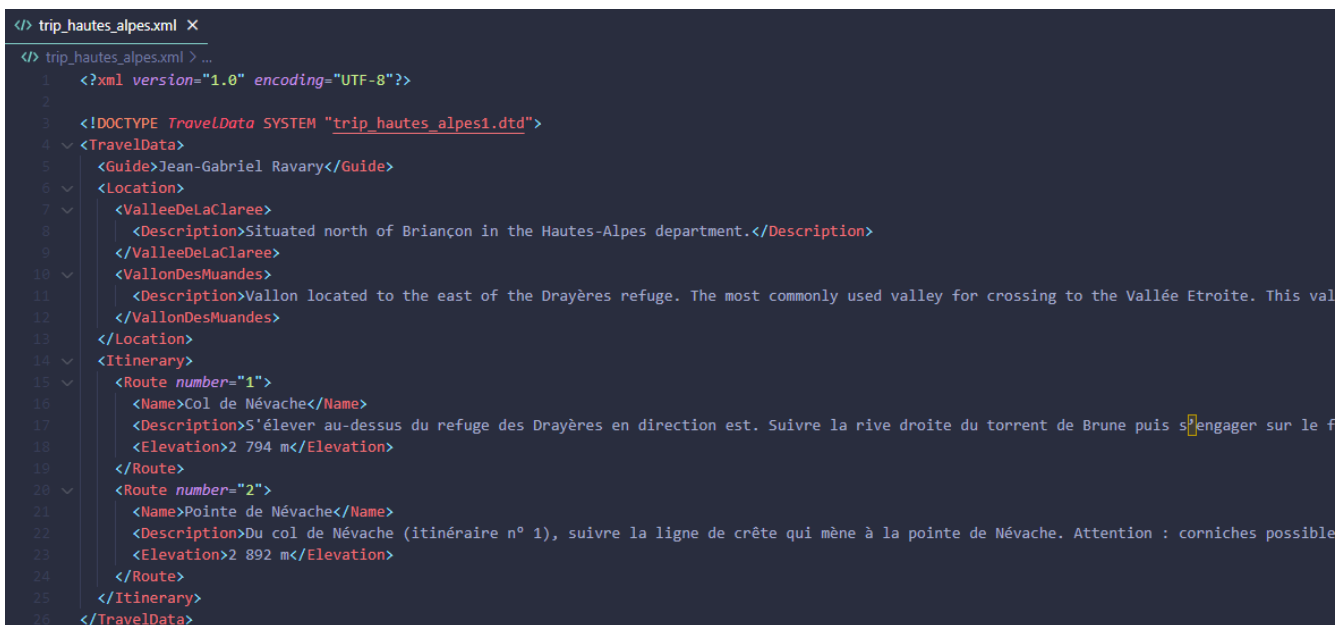 </> trip_hautes_alpes.xml ×
</> trip_hautes_alpes.xml > ...
1 <?xml version="1.0" encoding="UTF-8"?>
2
3 <!DOCTYPE TravelData SYSTEM "trip_hautes_alpes1.dtd">
4 <TravelData>
5 <Guide>Jean-Gabriel Ravary</Guide>
6 <Location>
7 <ValleeDeLaClaree>
8 <Description>Situated north of Briançon in the Hautes-Alpes department.</Description>
9 </ValleeDeLaClaree>
10 <VallonDesMuandes>
11 <Description>Vallon located to the east of the Drayères refuge. The most commonly used valley for crossing to the Vallée Etroite. This val
12 </VallonDesMuandes>
13 </Location>
14 <Itinerary>
15 <Route number="1">
16 <Name>Col de Névache</Name>
17 <Description>S'élever au-dessus du refuge des Drayères en direction est. Suivre la rive droite du torrent de Brune puis s’engager sur le f
18 <Elevation>2 794 m</Elevation>
19 </Route>
20 <Route number="2">
21 <Name>Pointe de Névache</Name>
22 <Description>Du col de Névache (itinéraire n° 1), suivre la ligne de crête qui mène à la pointe de Névache. Attention : corniches possible
23 <Elevation>2 892 m</Elevation>
24 </Route>
25 </Itinerary>
26 </TravelData>